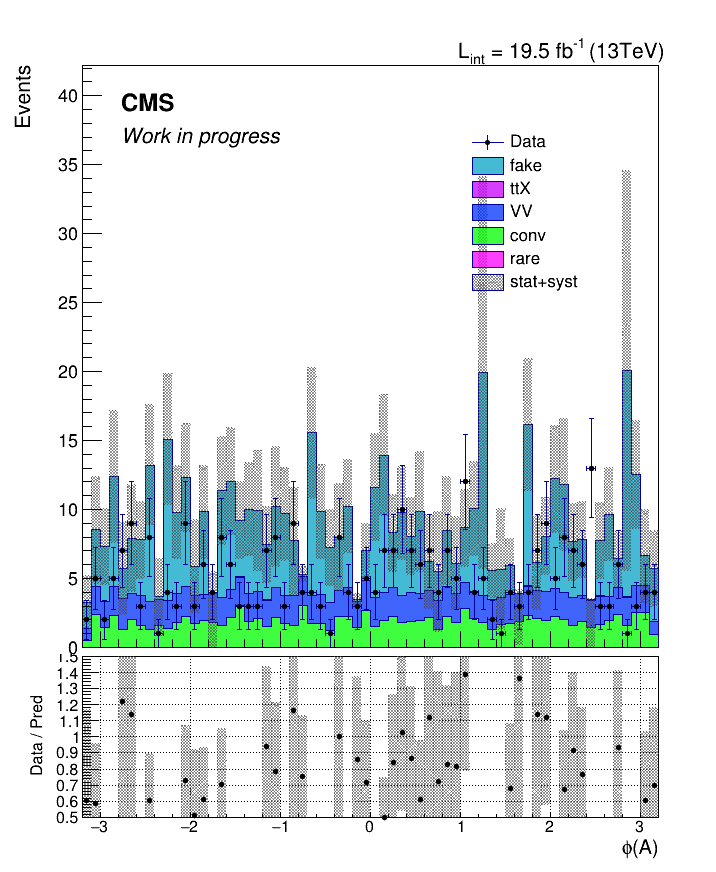 L_int = 19.5 fb⁻¹ (13TeV)
Events
CMS
Work in progress
Data
fake
ttX
VV
conv
rare
stat+syst
40
35
30
25
20
15
10
5
0
Data / Pred
1.5
1.4
1.3
1.2
1.1
1
0.9
0.8
0.7
0.6
0.5
−3 −2 −1 0 1 2 3
ϕ(A)